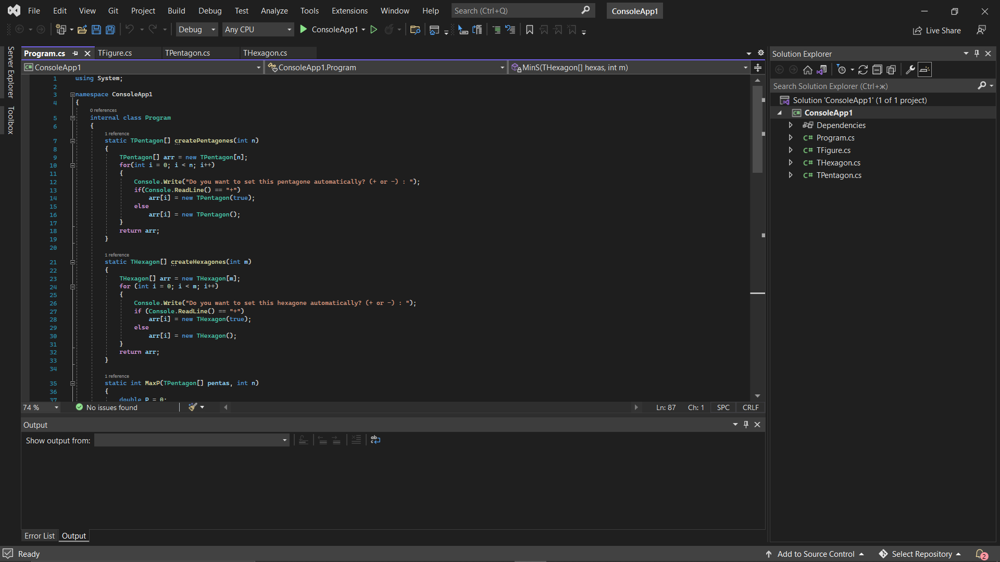 File Edit View Git Project Build Debug Test Analyze Tools Extensions Window Help Search (Ctrl+Q) ConsoleApp1
Debug Any CPU ConsoleApp1 Live Share
Server Explorer
Toolbox
Program.cs TFigure.cs TPentagon.cs THexagon.cs
ConsoleApp1 ConsoleApp1.Program MinS(THexagon[] hexas, int m)
1 using System;
2
3 namespace ConsoleApp1
4 {
0 references
5 internal class Program
6 {
1 reference
7 static TPentagon[] createPentagones(int n)
8 {
9 TPentagon[] arr = new TPentagon[n];
10 for(int i = 0; i < n; i++)
11 {
12 Console.Write("Do you want to set this pentagone automatically? (+ or -) : ");
13 if(Console.ReadLine() == "+")
14 arr[i] = new TPentagon(true);
15 else
16 arr[i] = new TPentagon();
17 }
18 return arr;
19 }
20
1 reference
21 static THexagon[] createHexagones(int m)
22 {
23 THexagon[] arr = new THexagon[m];
24 for (int i = 0; i < m; i++)
25 {
26 Console.Write("Do you want to set this hexagone automatically? (+ or -) : ");
27 if (Console.ReadLine() == "+")
28 arr[i] = new THexagon(true);
29 else
30 arr[i] = new THexagon();
31 }
32 return arr;
33 }
34
1 reference
35 static int MaxP(TPentagon[] pentas, int n)
36 {
37 double P = 0;
74 % No issues found Ln: 87 Ch: 1 SPC CRLF
Output
Show output from:
Error List Output
Solution Explorer
Search Solution Explorer (Ctrl+ж)
Solution 'ConsoleApp1' (1 of 1 project)
ConsoleApp1
Dependencies
C# Program.cs
C# TFigure.cs
C# THexagon.cs
C# TPentagon.cs
Ready Add to Source Control Select Repository 2